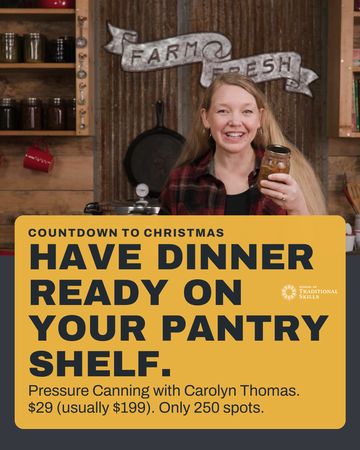 FARM FRESH
COUNTDOWN TO CHRISTMAS
HAVE DINNER
READY ON
YOUR PANTRY
SHELF.
TRADITIONAL
SKILLS
Pressure Canning with Carolyn Thomas.
$29 (usually $199). Only 250 spots.